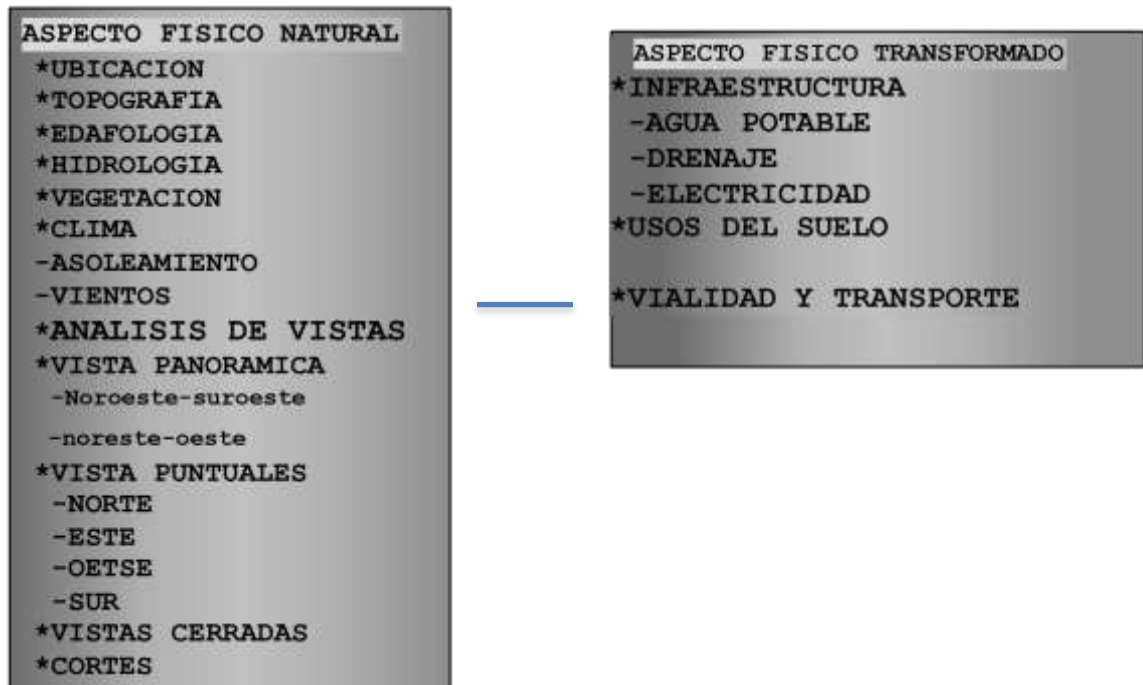 ASPECTO FISICO NATURAL
*UBICACION
*TOPOGRAFIA
*EDAFOLOGIA
*HIDROLOGIA
*VEGETACION
*CLIMA
-ASOLEAMIENTO
-VIENTOS
*ANALISIS DE VISTAS
*VISTA PANORAMICA
-Noroeste-suroeste
-noreste-oeste
*VISTA PUNTUALES
-NORTE
-ESTE
-OETSE
-SUR
*VISTAS CERRADAS
*CORTES
ASPECTO FISICO TRANSFORMADO
*INFRAESTRUCTURA
-AGUA POTABLE
-DRENAJE
-ELECTRICIDAD
*USOS DEL SUELO
*VIALIDAD Y TRANSPORTE